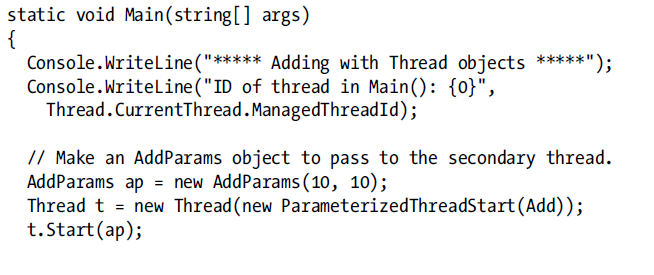 static void Main(string[] args)
{
  Console.WriteLine("***** Adding with Thread objects *****");
  Console.WriteLine("ID of thread in Main(): {0}",
    Thread.CurrentThread.ManagedThreadId);

  // Make an AddParams object to pass to the secondary thread.
  AddParams ap = new AddParams(10, 10);
  Thread t = new Thread(new ParameterizedThreadStart(Add));
  t.Start(ap);